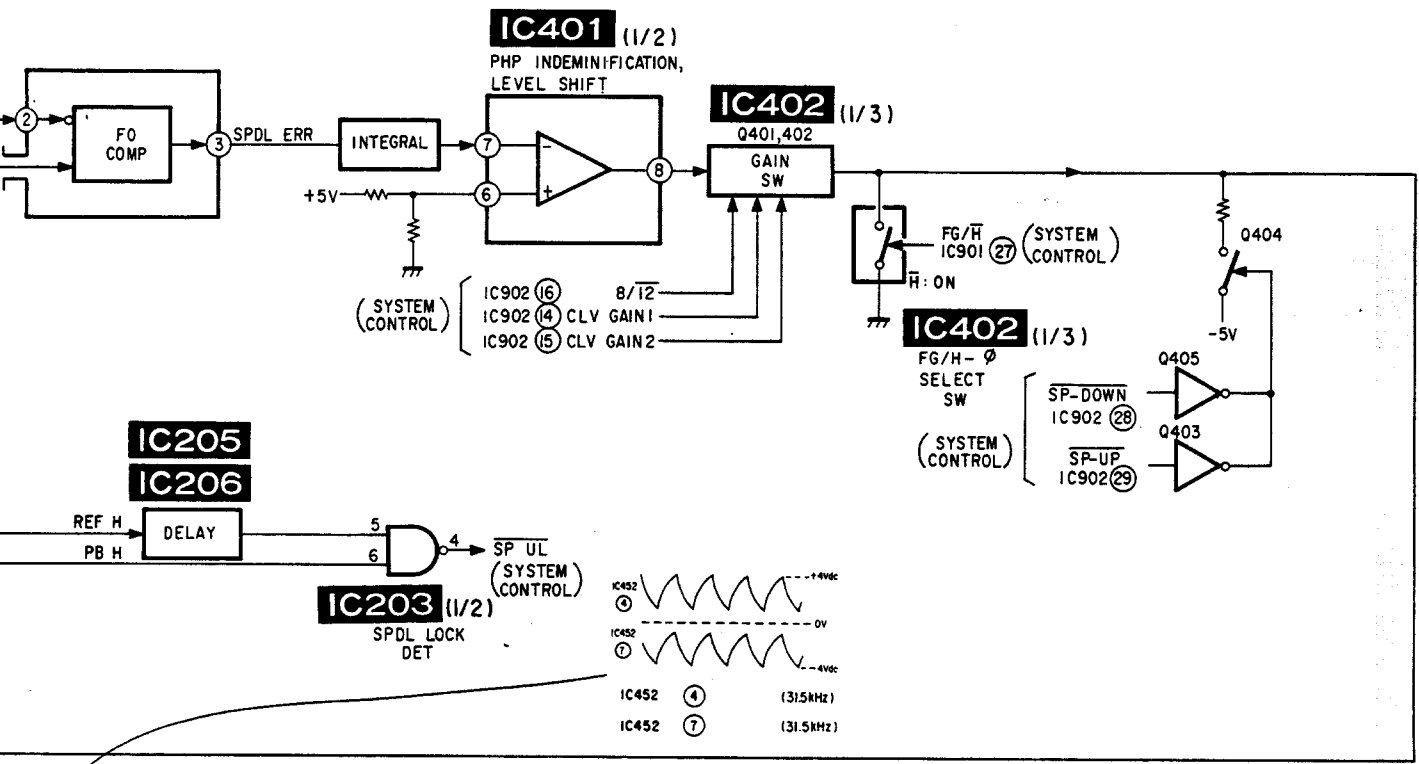 IC401 (1/2)
PHP INDEMINIFICATION,
LEVEL SHIFT
2
FO
COMP
3
SPDL ERR
INTEGRAL
7
-
+5V
6
+
8
IC402 (1/3)
Q401,402
GAIN
SW
(SYSTEM
CONTROL)
IC902 16 8/12
IC902 14 CLV GAIN1
IC902 15 CLV GAIN2
FG/H
IC901 27 (SYSTEM
CONTROL)
H: ON
IC402 (1/3)
FG/H-Ø
SELECT
SW
Q404
-5V
Q405
SP-DOWN
IC902 28
(SYSTEM
CONTROL)
Q403
SP-UP
IC902 29
IC205
IC206
REF H
DELAY
PB H
5
6
4
SP UL
(SYSTEM
CONTROL)
IC203 (1/2)
SPDL LOCK
DET
IC452
4
+4Vdc
0V
IC452
7
-4Vdc
IC452 4 (31.5kHz)
IC452 7 (31.5kHz)